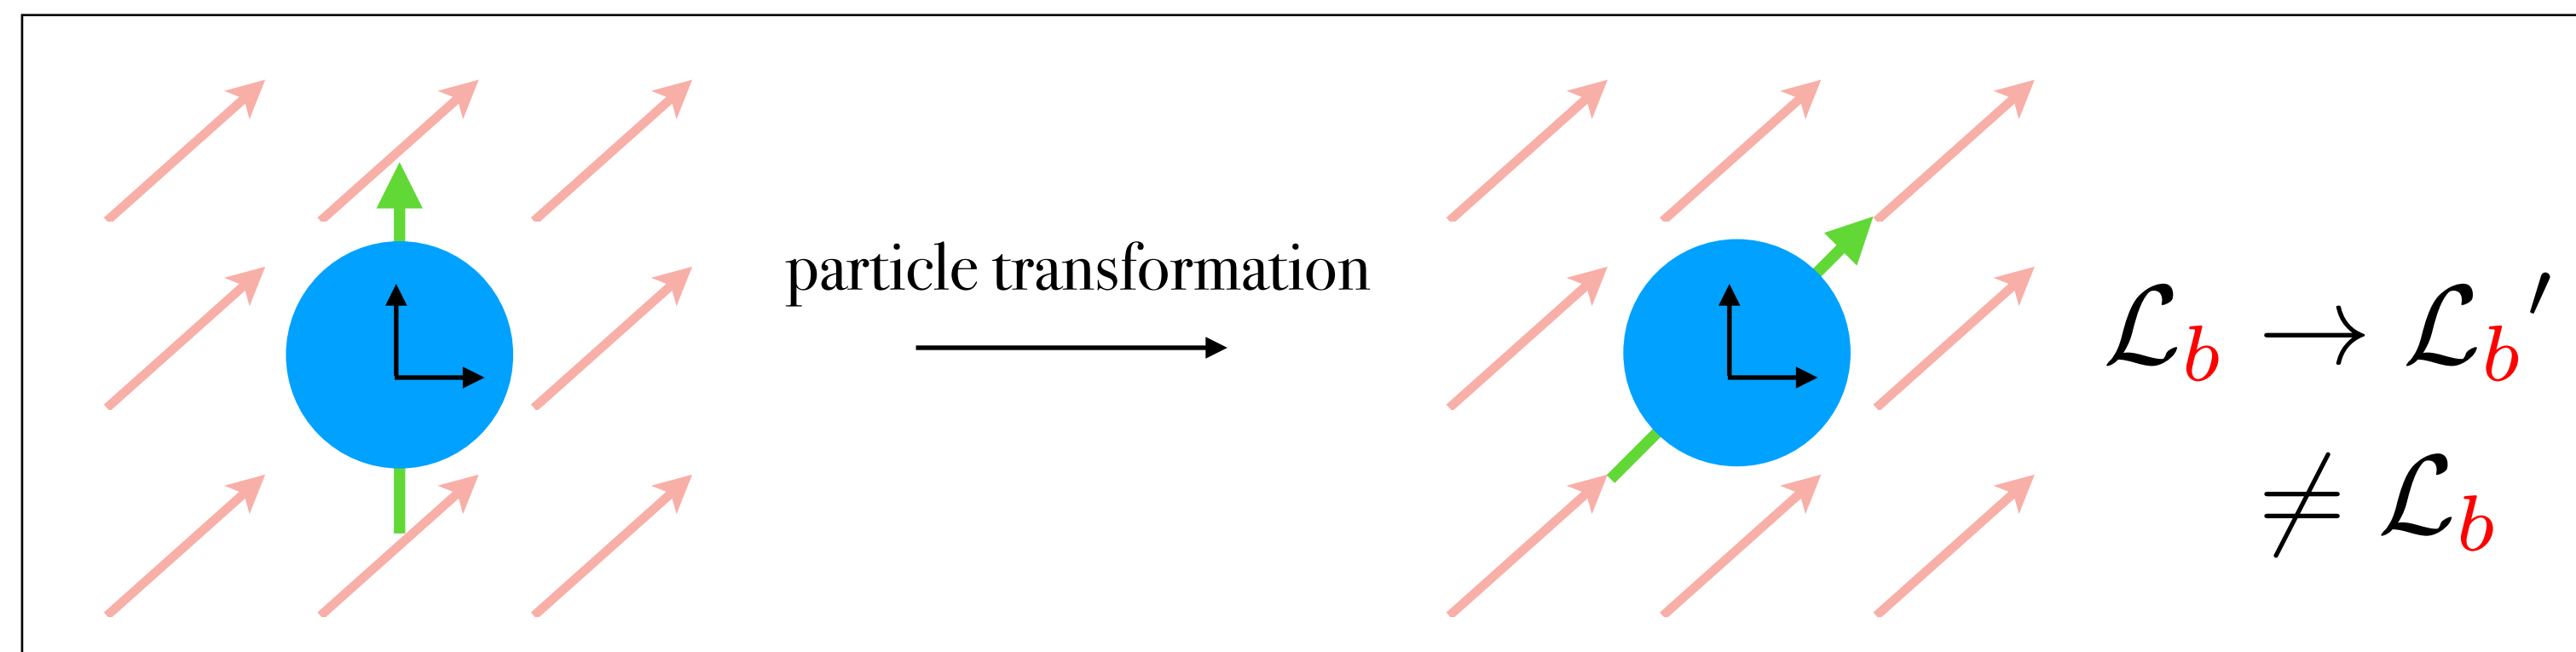 particle transformation
ℒ_b → ℒ_b′
≠ ℒ_b